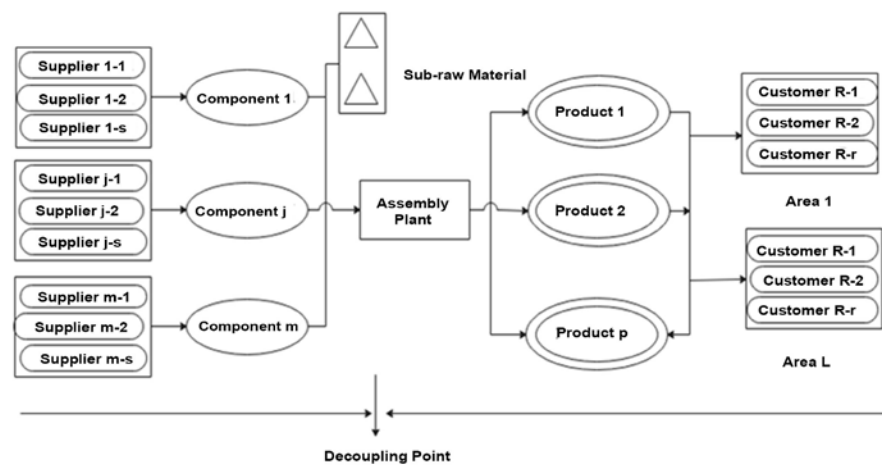 Supplier 1-1
Supplier 1-2
Supplier 1-s
Component 1
Sub-raw Material
Product 1
Customer R-1
Customer R-2
Customer R-r
Area 1
Supplier j-1
Supplier j-2
Supplier j-s
Component j
Assembly
Plant
Product 2
Supplier m-1
Supplier m-2
Supplier m-s
Component m
Product p
Customer R-1
Customer R-2
Customer R-r
Area L
Decoupling Point